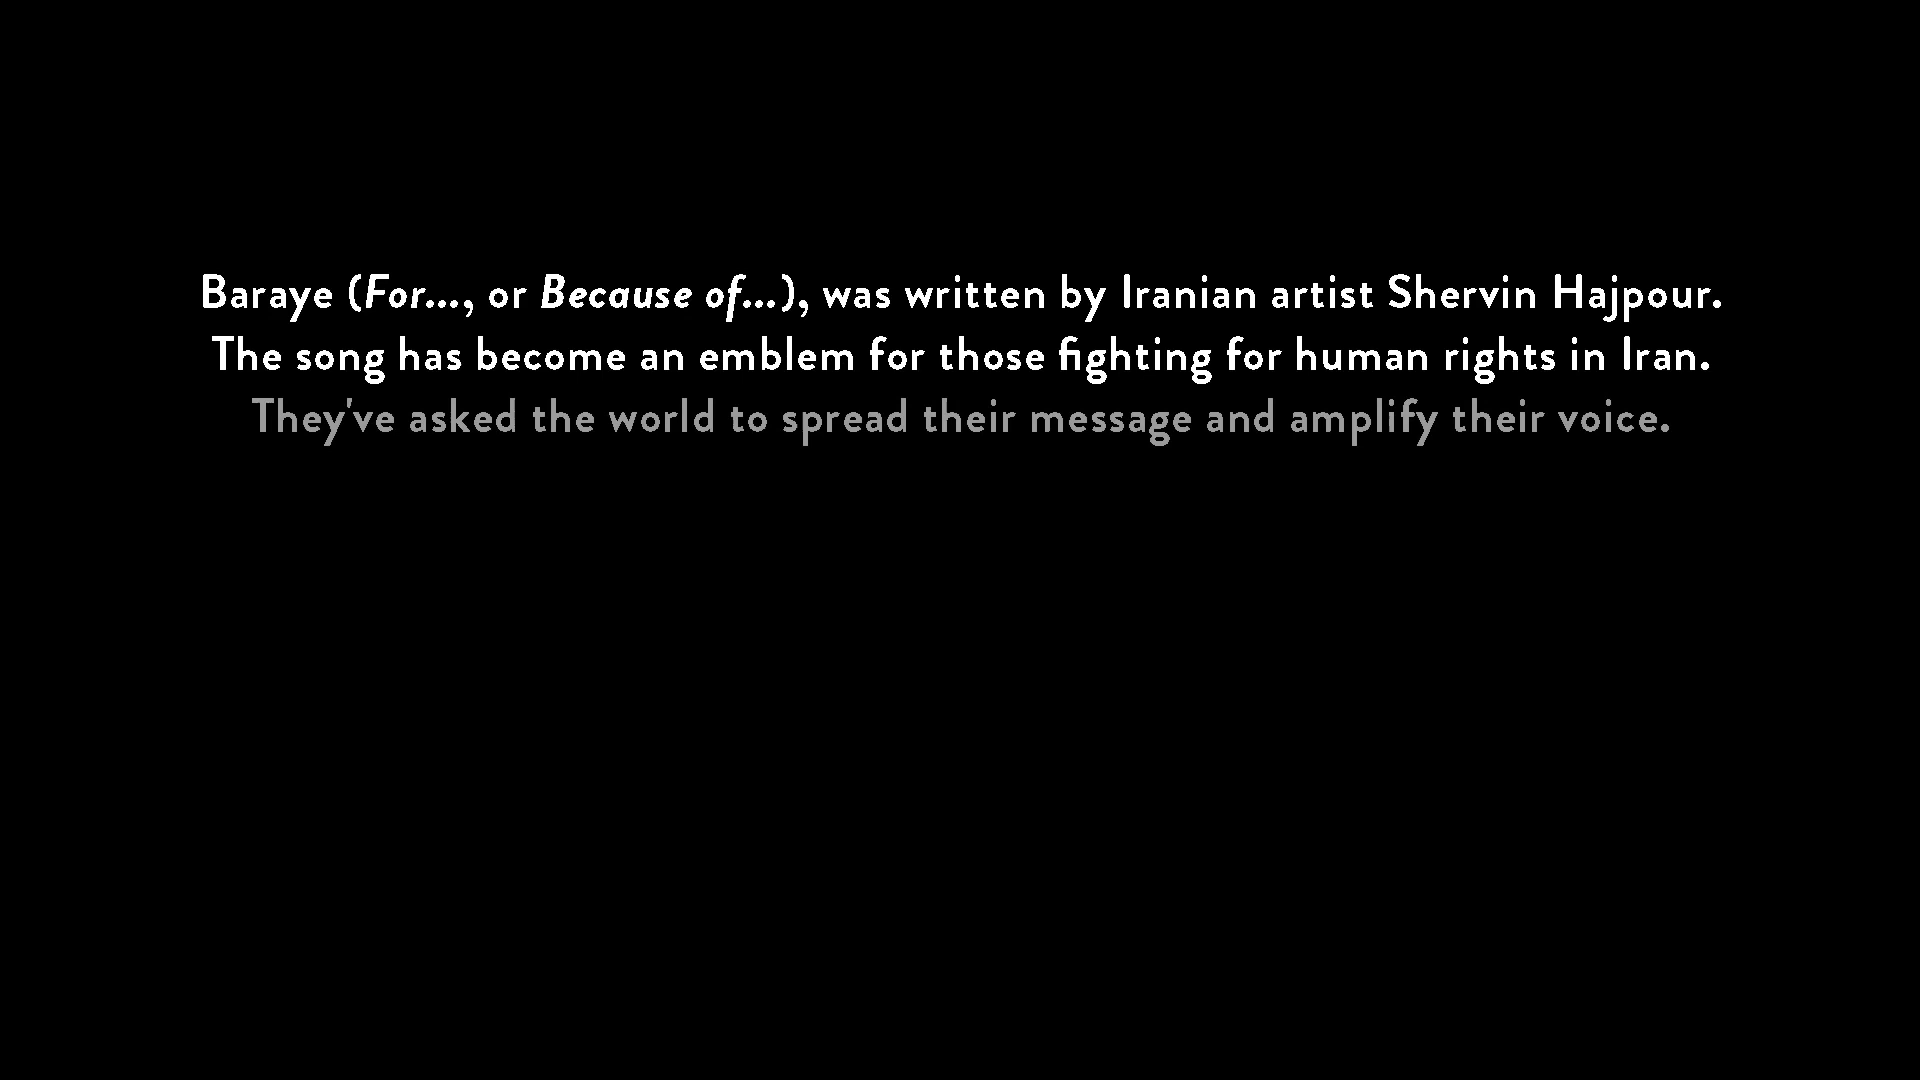 Baraye (For..., or Because of...), was written by Iranian artist Shervin Hajpour.
The song has become an emblem for those fighting for human rights in Iran.
They've asked the world to spread their message and amplify their voice.